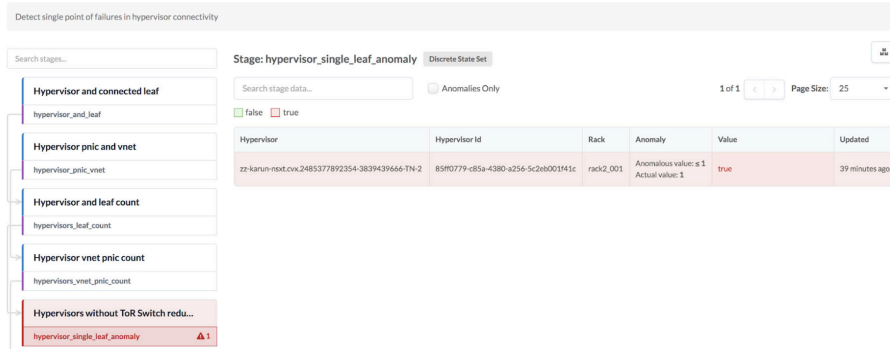 Detect single point of failures in hypervisor connectivity
Search stages...
Hypervisor and connected leaf
hypervisor_and_leaf
Hypervisor pnic and vnet
hypervisor_pnic_vnet
Hypervisor and leaf count
hypervisors_leaf_count
Hypervisor vnet pnic count
hypervisors_vnet_pnic_count
Hypervisors without ToR Switch redu...
hypervisor_single_leaf_anomaly 1
Stage: hypervisor_single_leaf_anomaly Discrete State Set
Search stage data... Anomalies Only 1 of 1 Page Size: 25
false true
Hypervisor Hypervisor Id Rack Anomaly Value Updated
zz-karun-nsxt.cvx.2485377892354-3839439666-TN-2 85ff0779-c85a-4380-a256-5c2eb001f41c rack2_001 Anomalous value: ≤ 1 true 39 minutes ago
Actual value: 1